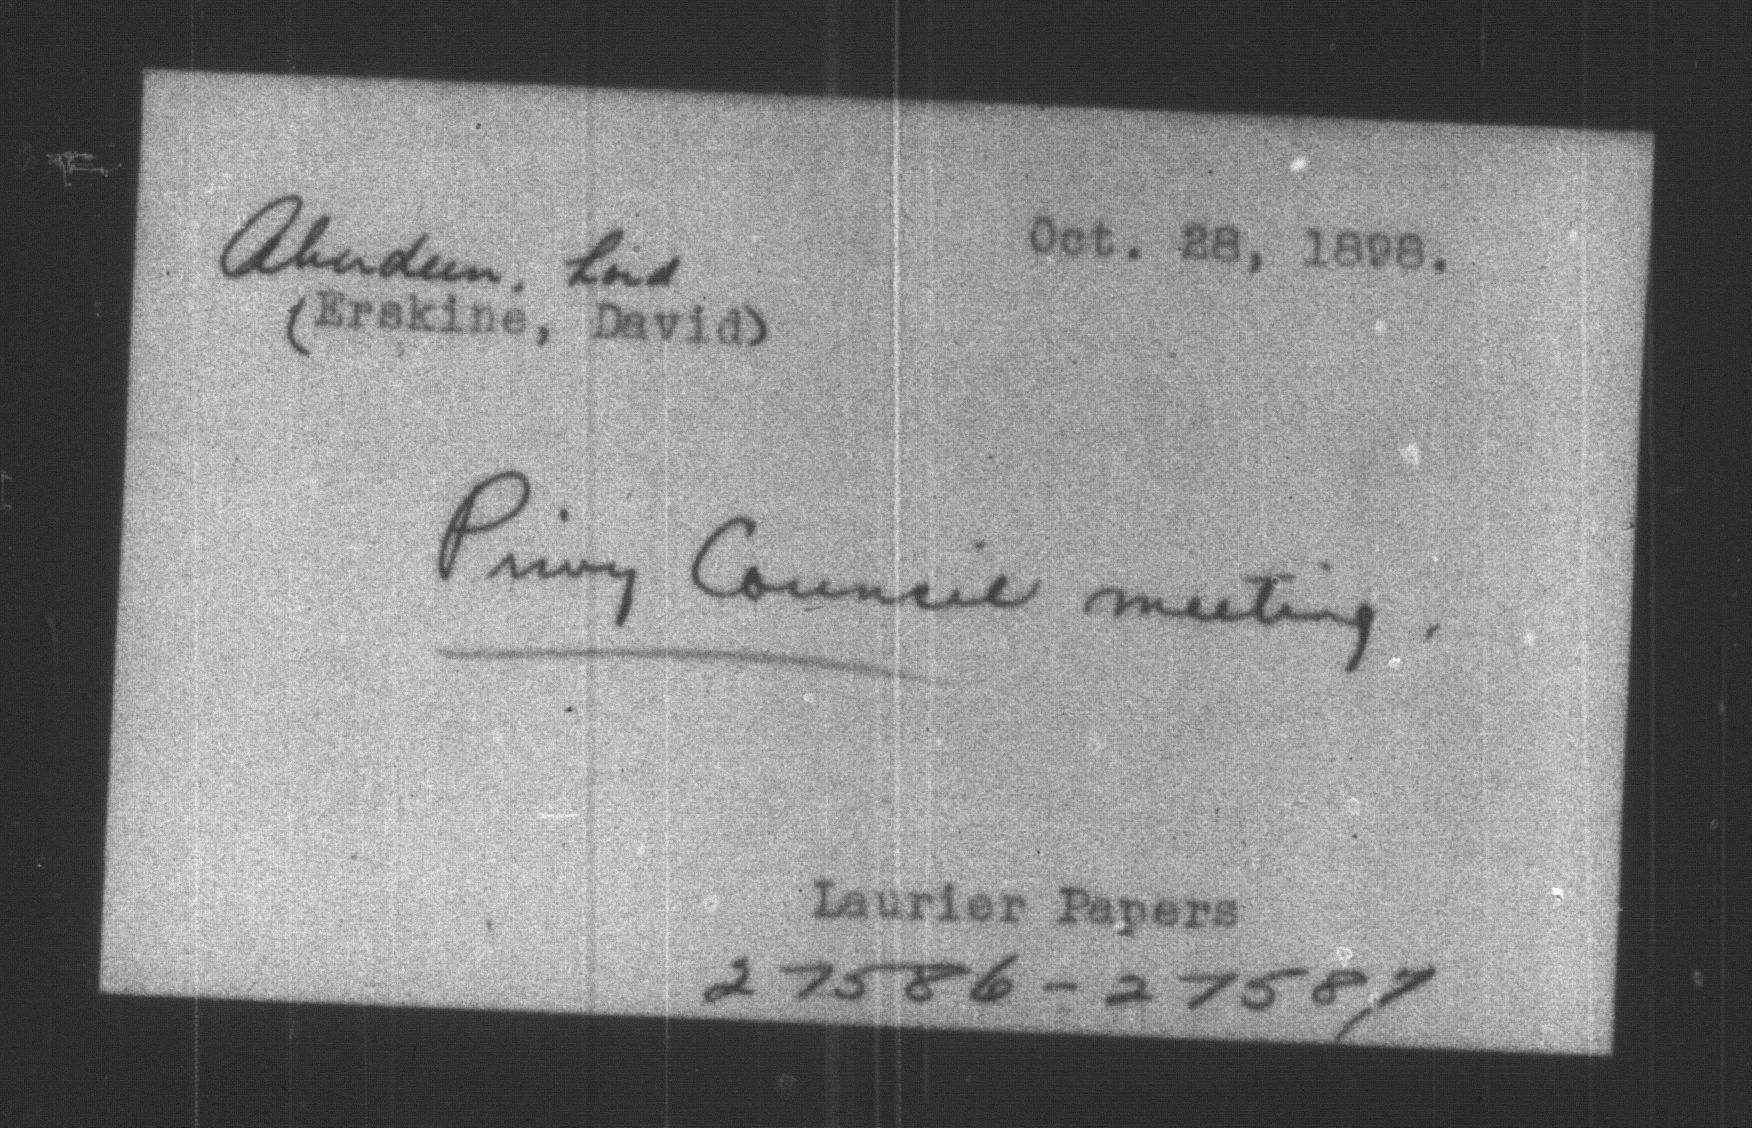 Aberdeen, Lord Oct. 28, 1898.
(Erskine, David)
Privy Council meeting.
Laurier Papers
27586-27587